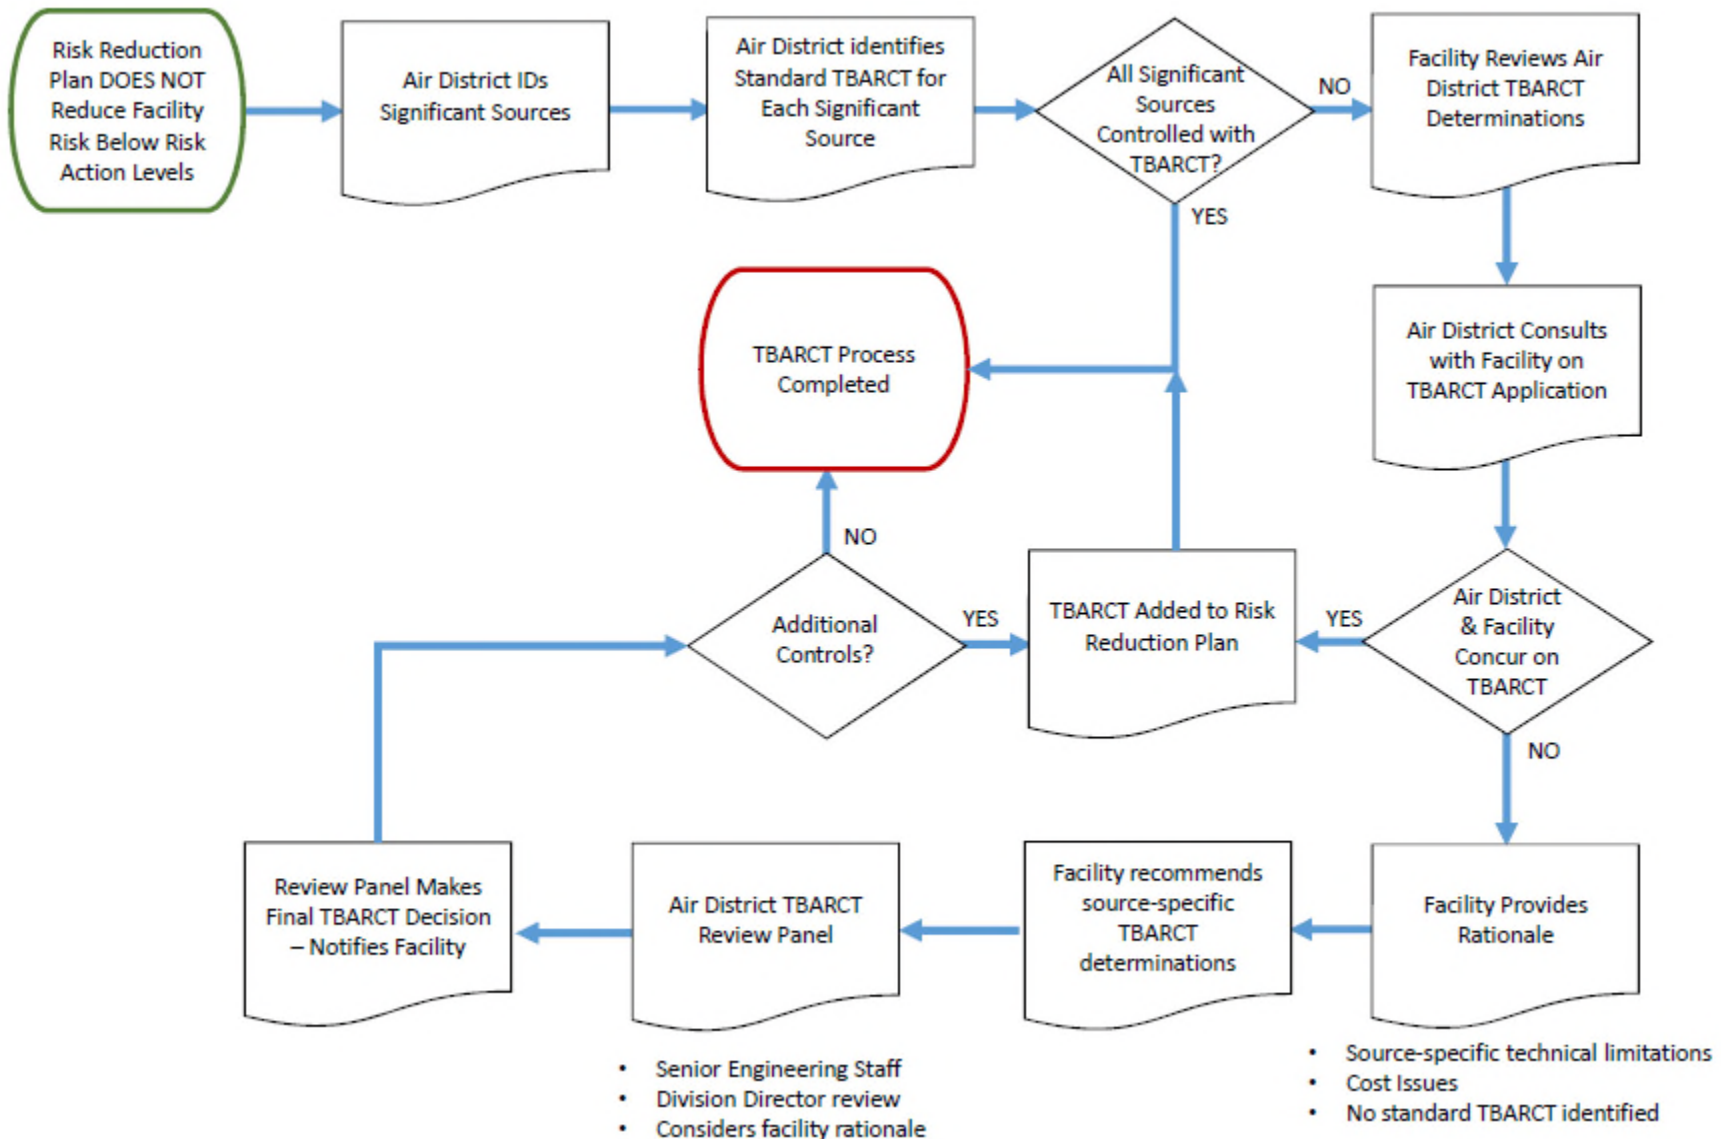 Risk Reduction
Plan DOES NOT
Reduce Facility
Risk Below Risk
Action Levels
Air District IDs
Significant Sources
Air District identifies
Standard TBARCT for
Each Significant
Source
All Significant
Sources
Controlled with
TBARCT?
NO
Facility Reviews Air
District TBARCT
Determinations
YES
TBARCT Process
Completed
Air District Consults
with Facility on
TBARCT Application
NO
Additional
Controls?
YES
TBARCT Added to Risk
Reduction Plan
YES
Air District
& Facility
Concur on
TBARCT
NO
Review Panel Makes
Final TBARCT Decision
– Notifies Facility
Air District TBARCT
Review Panel
Facility recommends
source-specific
TBARCT
determinations
Facility Provides
Rationale
• Senior Engineering Staff
• Division Director review
• Considers facility rationale
• Source-specific technical limitations
• Cost Issues
• No standard TBARCT identified